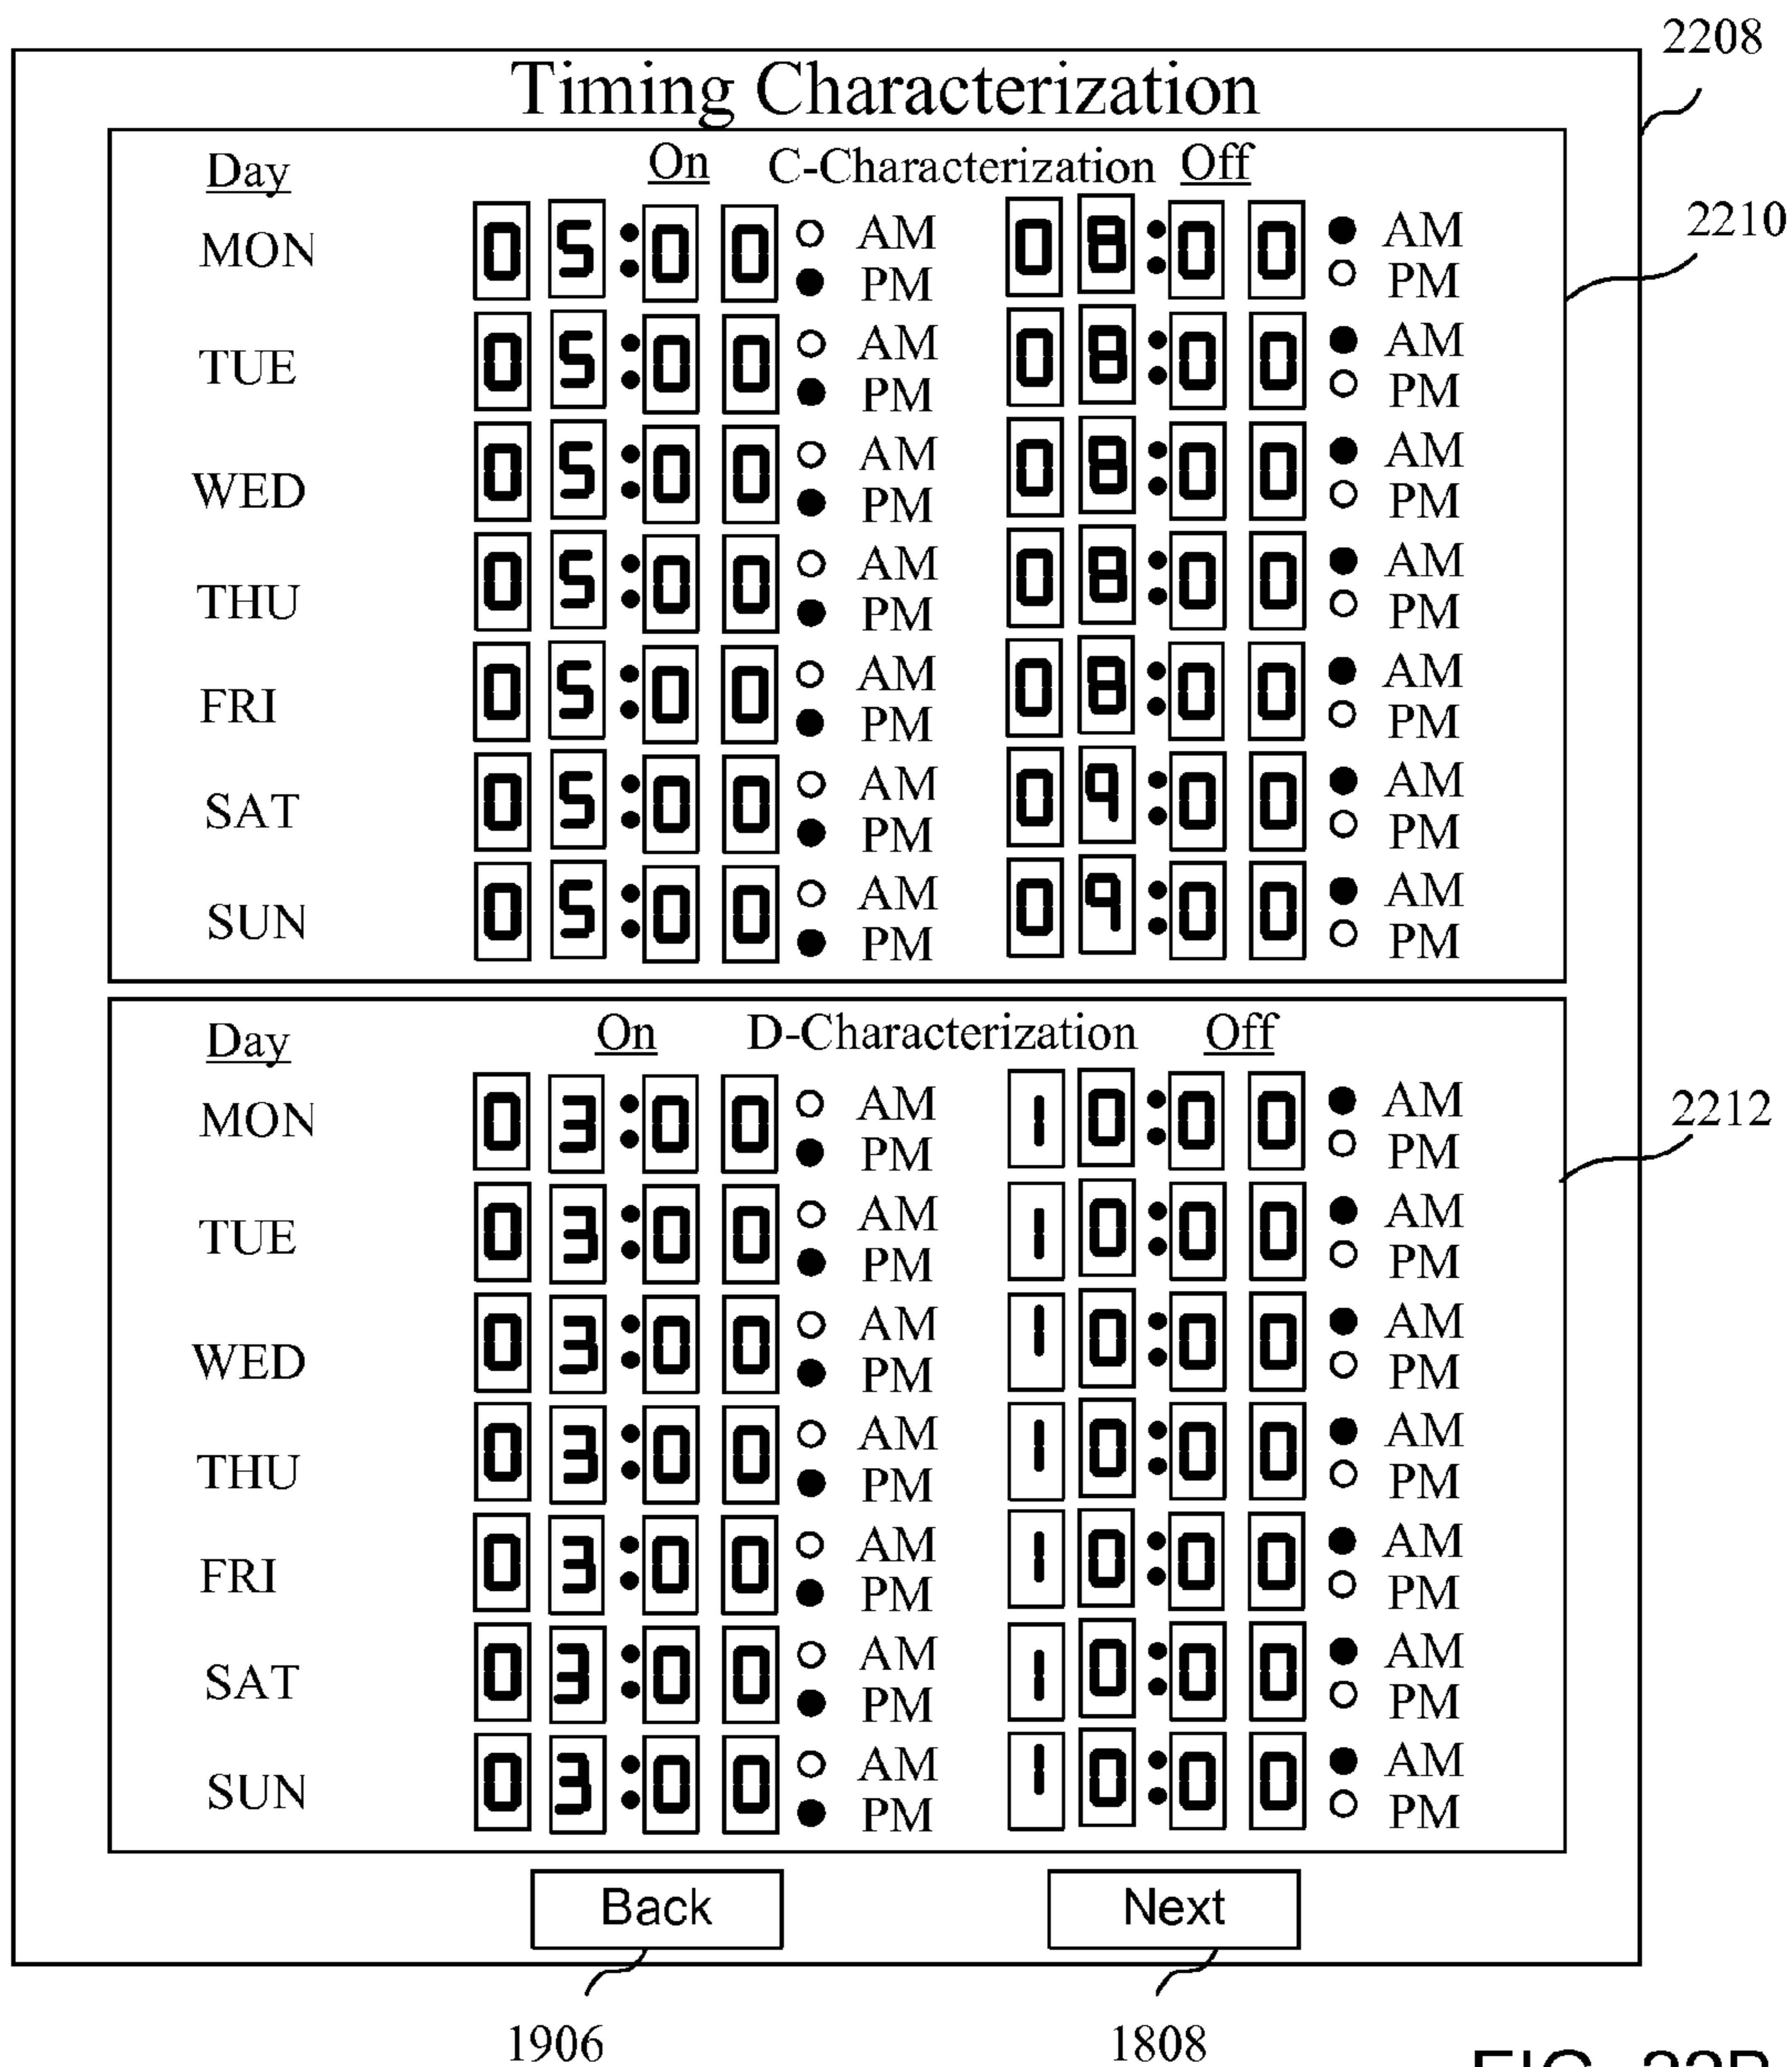 2208
Timing Characterization
Day On C-Characterization Off
2210
MON 05:00 AM 08:00 AM
PM PM
TUE 05:00 AM 08:00 AM
PM PM
WED 05:00 AM 08:00 AM
PM PM
THU 05:00 AM 08:00 AM
PM PM
FRI 05:00 AM 08:00 AM
PM PM
SAT 05:00 AM 09:00 AM
PM PM
SUN 05:00 AM 09:00 AM
PM PM
Day On D-Characterization Off
2212
MON 03:00 AM 10:00 AM
PM PM
TUE 03:00 AM 10:00 AM
PM PM
WED 03:00 AM 10:00 AM
PM PM
THU 03:00 AM 10:00 AM
PM PM
FRI 03:00 AM 10:00 AM
PM PM
SAT 03:00 AM 10:00 AM
PM PM
SUN 03:00 AM 10:00 AM
PM PM
Back Next
1906 1808